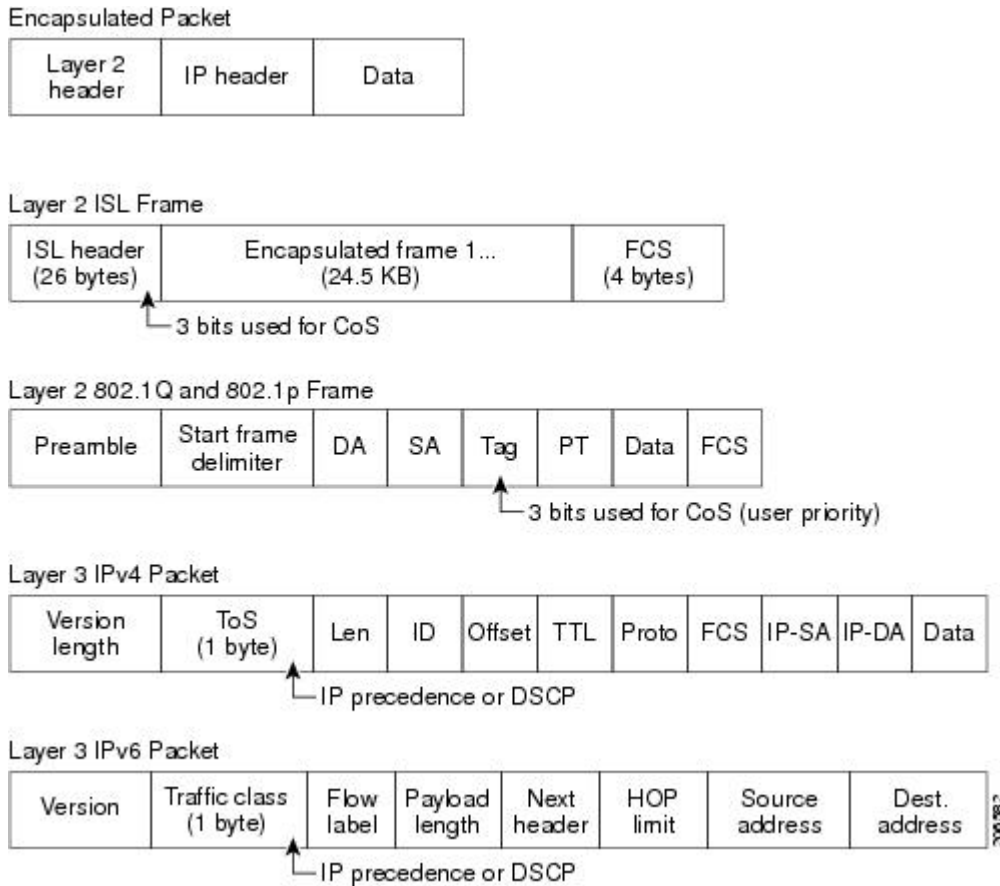 Encapsulated Packet
Layer 2 header
IP header
Data
Layer 2 ISL Frame
ISL header (26 bytes)
Encapsulated frame 1... (24.5 KB)
FCS (4 bytes)
3 bits used for CoS
Layer 2 802.1Q and 802.1p Frame
Preamble
Start frame delimiter
DA
SA
Tag
PT
Data
FCS
3 bits used for CoS (user priority)
Layer 3 IPv4 Packet
Version length
ToS (1 byte)
Len
ID
Offset
TTL
Proto
FCS
IP-SA
IP-DA
Data
IP precedence or DSCP
Layer 3 IPv6 Packet
Version
Traffic class (1 byte)
Flow label
Payload length
Next header
HOP limit
Source address
Dest. address
IP precedence or DSCP